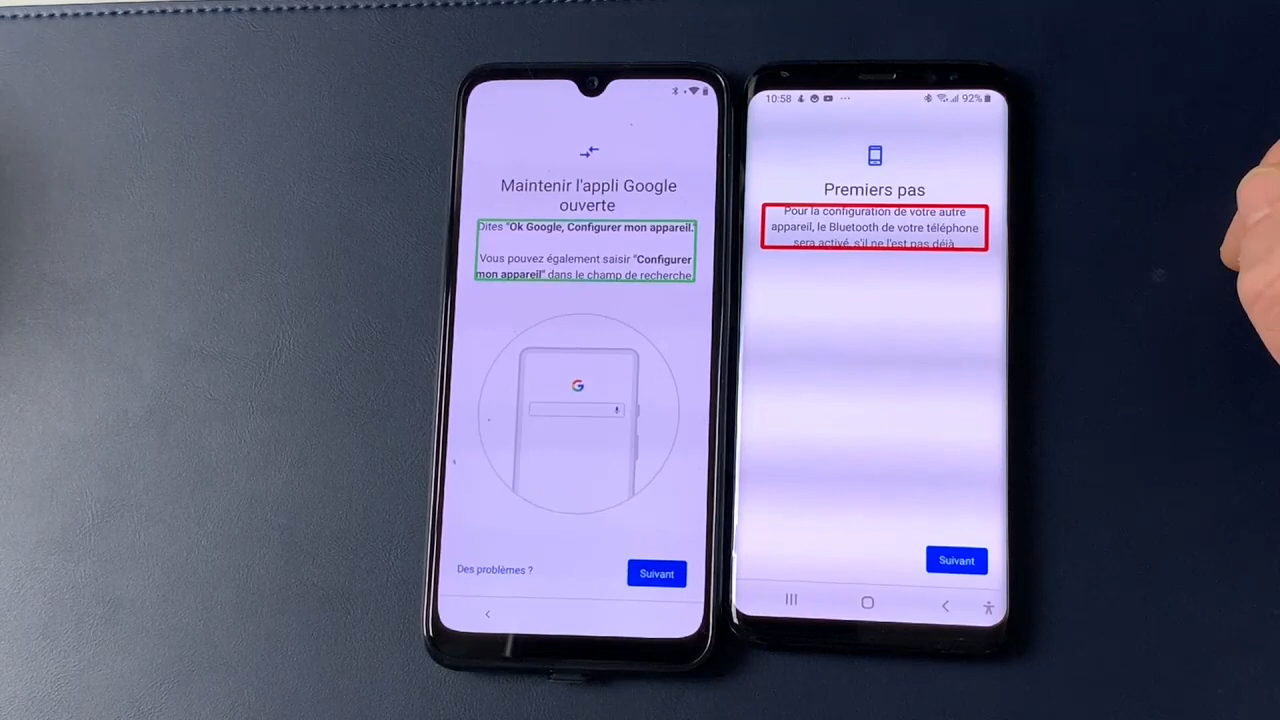 Maintenir l'appli Google
ouverte
Dites "Ok Google, Configurer mon appareil."
Vous pouvez également saisir "Configurer
mon appareil" dans le champ de recherche
G
Des problèmes ?
Suivant
10:58
92%
Premiers pas
Pour la configuration de votre autre
appareil, le Bluetooth de votre téléphone
sera activé, s'il ne l'est pas déjà
Suivant